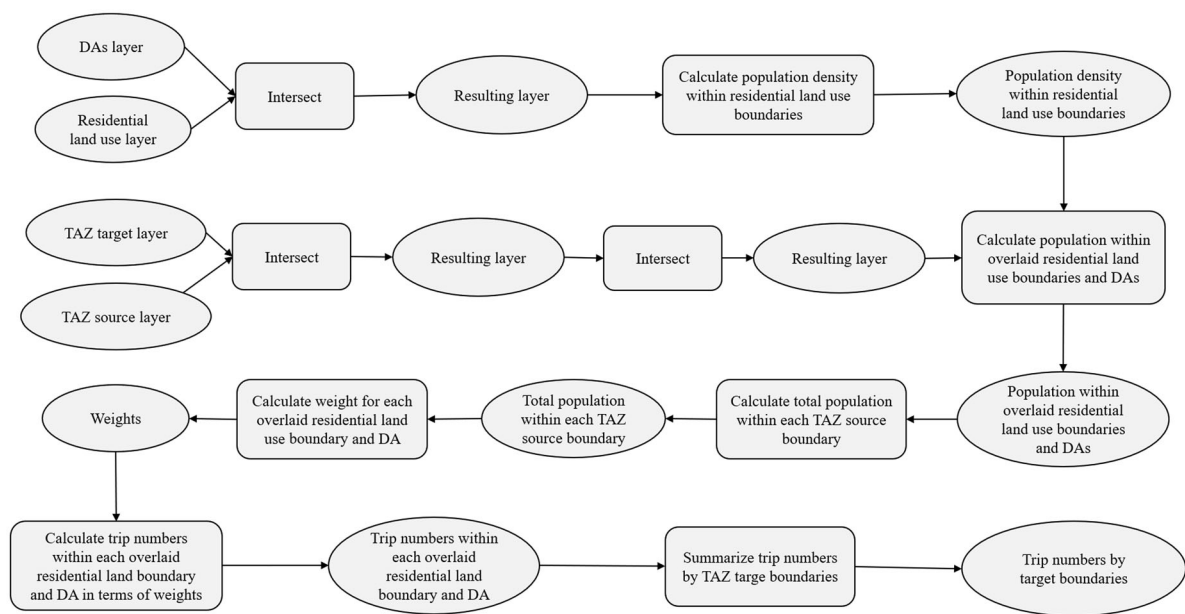 DAs layer
Residential
land use layer
Intersect
Resulting layer
Calculate population density
within residential land use
boundaries
Population density
within residential
land use boundaries
TAZ target layer
TAZ source layer
Intersect
Resulting layer
Intersect
Resulting layer
Calculate population within
overlaid residential land
use boundaries and DAs
Population within
overlaid residential
land use boundaries
and DAs
Calculate total population
within each TAZ source
boundary
Total population
within each TAZ
source boundary
Calculate weight for each
overlaid residential land
use boundary and DA
Weights
Calculate trip numbers
within each overlaid
residential land boundary
and DA in terms of weights
Trip numbers within
each overlaid
residential land
boundary and DA
Summarize trip numbers
by TAZ targe boundaries
Trip numbers by
target boundaries